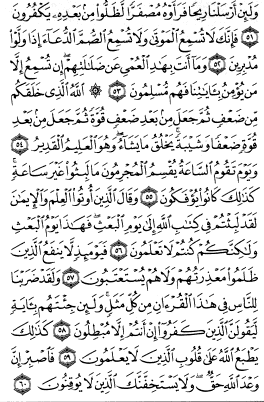 وَلَئِنْ أَرْسَلْنَا رِيحًا فَرَأَوْهُ مُصْفَرًّا لَّظَلُّوا۟ مِنۢ بَعْدِهِۦ يَكْفُرُونَ
٥١ فَإِنَّكَ لَا تُسْمِعُ ٱلْمَوْتَىٰ وَلَا تُسْمِعُ ٱلصُّمَّ ٱلدُّعَآءَ إِذَا وَلَّوْا۟
مُدْبِرِينَ ٥٢ وَمَآ أَنتَ بِهَـٰدِ ٱلْعُمْىِ عَن ضَلَـٰلَتِهِمْ إِن تُسْمِعُ إِلَّا
مَن يُؤْمِنُ بِـَٔايَـٰتِنَا فَهُم مُّسْلِمُونَ ٥٣ ۞ ٱللَّهُ ٱلَّذِى خَلَقَكُم
مِّن ضَعْفٍ ثُمَّ جَعَلَ مِنۢ بَعْدِ ضَعْفٍ قُوَّةً ثُمَّ جَعَلَ مِنۢ بَعْدِ
قُوَّةٍ ضَعْفًا وَشَيْبَةً يَخْلُقُ مَا يَشَآءُ وَهُوَ ٱلْعَلِيمُ ٱلْقَدِيرُ ٥٤
وَيَوْمَ تَقُومُ ٱلسَّاعَةُ يُقْسِمُ ٱلْمُجْرِمُونَ مَا لَبِثُوا۟ غَيْرَ سَاعَةٍ
كَذَٰلِكَ كَانُوا۟ يُؤْفَكُونَ ٥٥ وَقَالَ ٱلَّذِينَ أُوتُوا۟ ٱلْعِلْمَ وَٱلْإِيمَـٰنَ
لَقَدْ لَبِثْتُمْ فِى كِتَـٰبِ ٱللَّهِ إِلَىٰ يَوْمِ ٱلْبَعْثِ فَهَـٰذَا يَوْمُ ٱلْبَعْثِ
وَلَـٰكِنَّكُمْ كُنتُمْ لَا تَعْلَمُونَ ٥٦ فَيَوْمَئِذٍ لَّا يَنفَعُ ٱلَّذِينَ
ظَلَمُوا۟ مَعْذِرَتُهُمْ وَلَا هُمْ يُسْتَعْتَبُونَ ٥٧ وَلَقَدْ ضَرَبْنَا
لِلنَّاسِ فِى هَـٰذَا ٱلْقُرْءَانِ مِن كُلِّ مَثَلٍ وَلَئِن جِئْتَهُم بِـَٔايَةٍ
لَّيَقُولَنَّ ٱلَّذِينَ كَفَرُوٓا۟ إِنْ أَنتُمْ إِلَّا مُبْطِلُونَ ٥٨ كَذَٰلِكَ
يَطْبَعُ ٱللَّهُ عَلَىٰ قُلُوبِ ٱلَّذِينَ لَا يَعْلَمُونَ ٥٩ فَٱصْبِرْ إِنَّ
وَعْدَ ٱللَّهِ حَقٌّ وَلَا يَسْتَخِفَّنَّكَ ٱلَّذِينَ لَا يُوقِنُونَ ٦٠